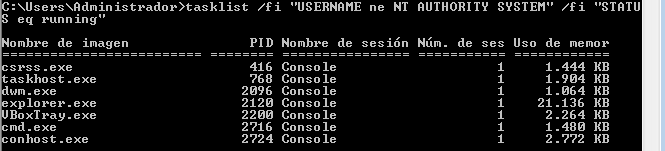 C:\Users\Administrador>tasklist /fi "USERNAME ne NT AUTHORITY SYSTEM" /fi "STATU
S eq running"
Nombre de imagen PID Nombre de sesión Núm. de ses Uso de memor
========================= ======== ================ =========== ============
csrss.exe 416 Console 1 1.444 KB
taskhost.exe 768 Console 1 1.904 KB
dwm.exe 2096 Console 1 1.064 KB
explorer.exe 2120 Console 1 21.136 KB
VBoxTray.exe 2200 Console 1 2.264 KB
cmd.exe 2716 Console 1 1.480 KB
conhost.exe 2724 Console 1 2.772 KB